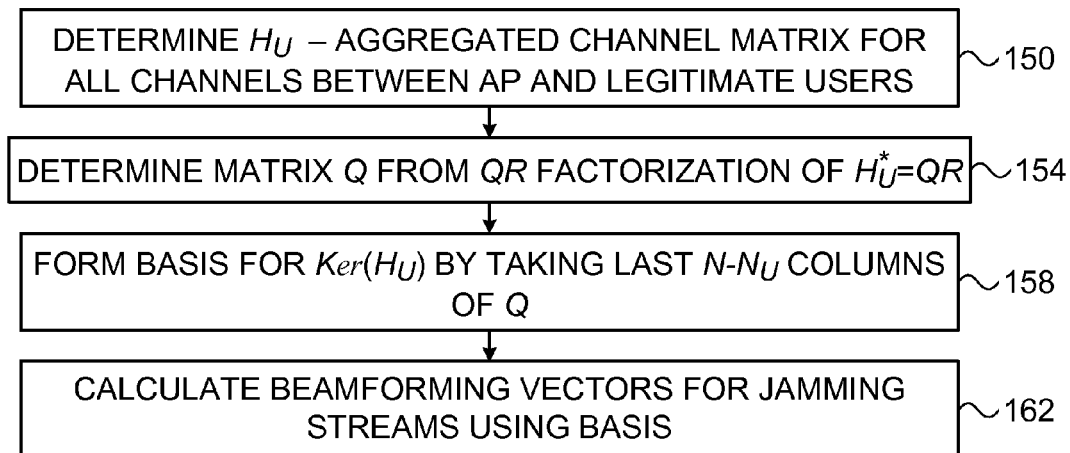 DETERMINE H_U – AGGREGATED CHANNEL MATRIX FOR
ALL CHANNELS BETWEEN AP AND LEGITIMATE USERS
150
DETERMINE MATRIX Q FROM QR FACTORIZATION OF H_U^*=QR
154
FORM BASIS FOR Ker(H_U) BY TAKING LAST N-N_U COLUMNS
OF Q
158
CALCULATE BEAMFORMING VECTORS FOR JAMMING
STREAMS USING BASIS
162